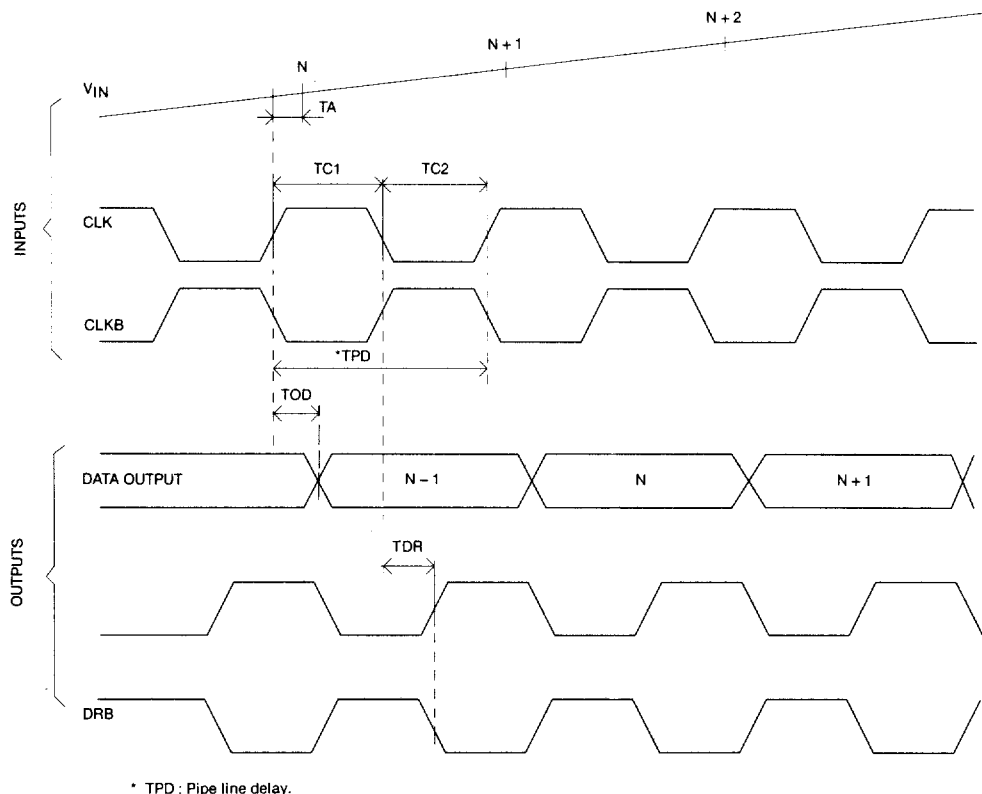 N + 2
N + 1
N
VIN
TA
TC1 TC2
INPUTS
CLK
CLKB
*TPD
TOD
DATA OUTPUT N – 1 N N + 1
OUTPUTS
TDR
DRB
* TPD : Pipe line delay.